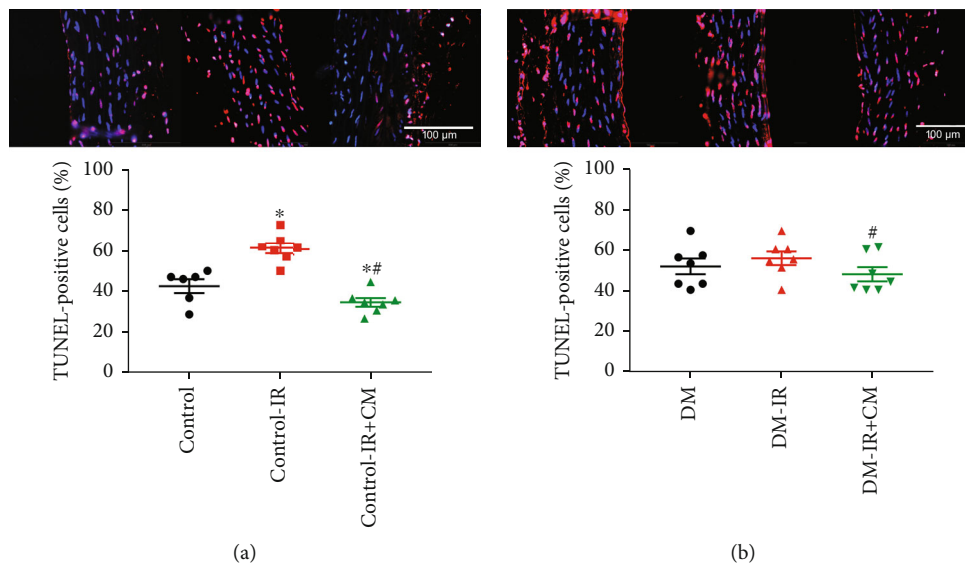 100 μm
100 μm
TUNEL-positive cells (%)
100
80
60
40
20
0
*
*#
Control
Control-IR
Control-IR+CM
(a)
TUNEL-positive cells (%)
100
80
60
40
20
0
#
DM
DM-IR
DM-IR+CM
(b)